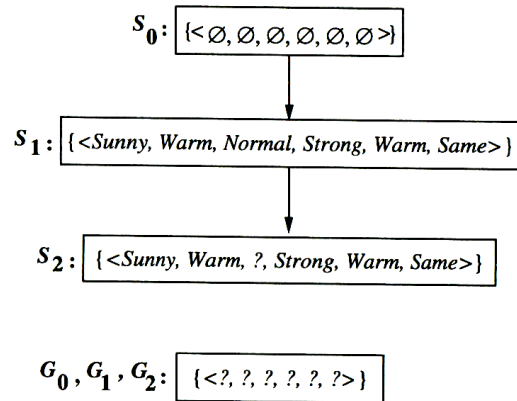 S0: {<∅, ∅, ∅, ∅, ∅, ∅>}
S1: {<Sunny, Warm, Normal, Strong, Warm, Same>}
S2: {<Sunny, Warm, ?, Strong, Warm, Same>}
G0, G1, G2: {<?, ?, ?, ?, ?, ?>}